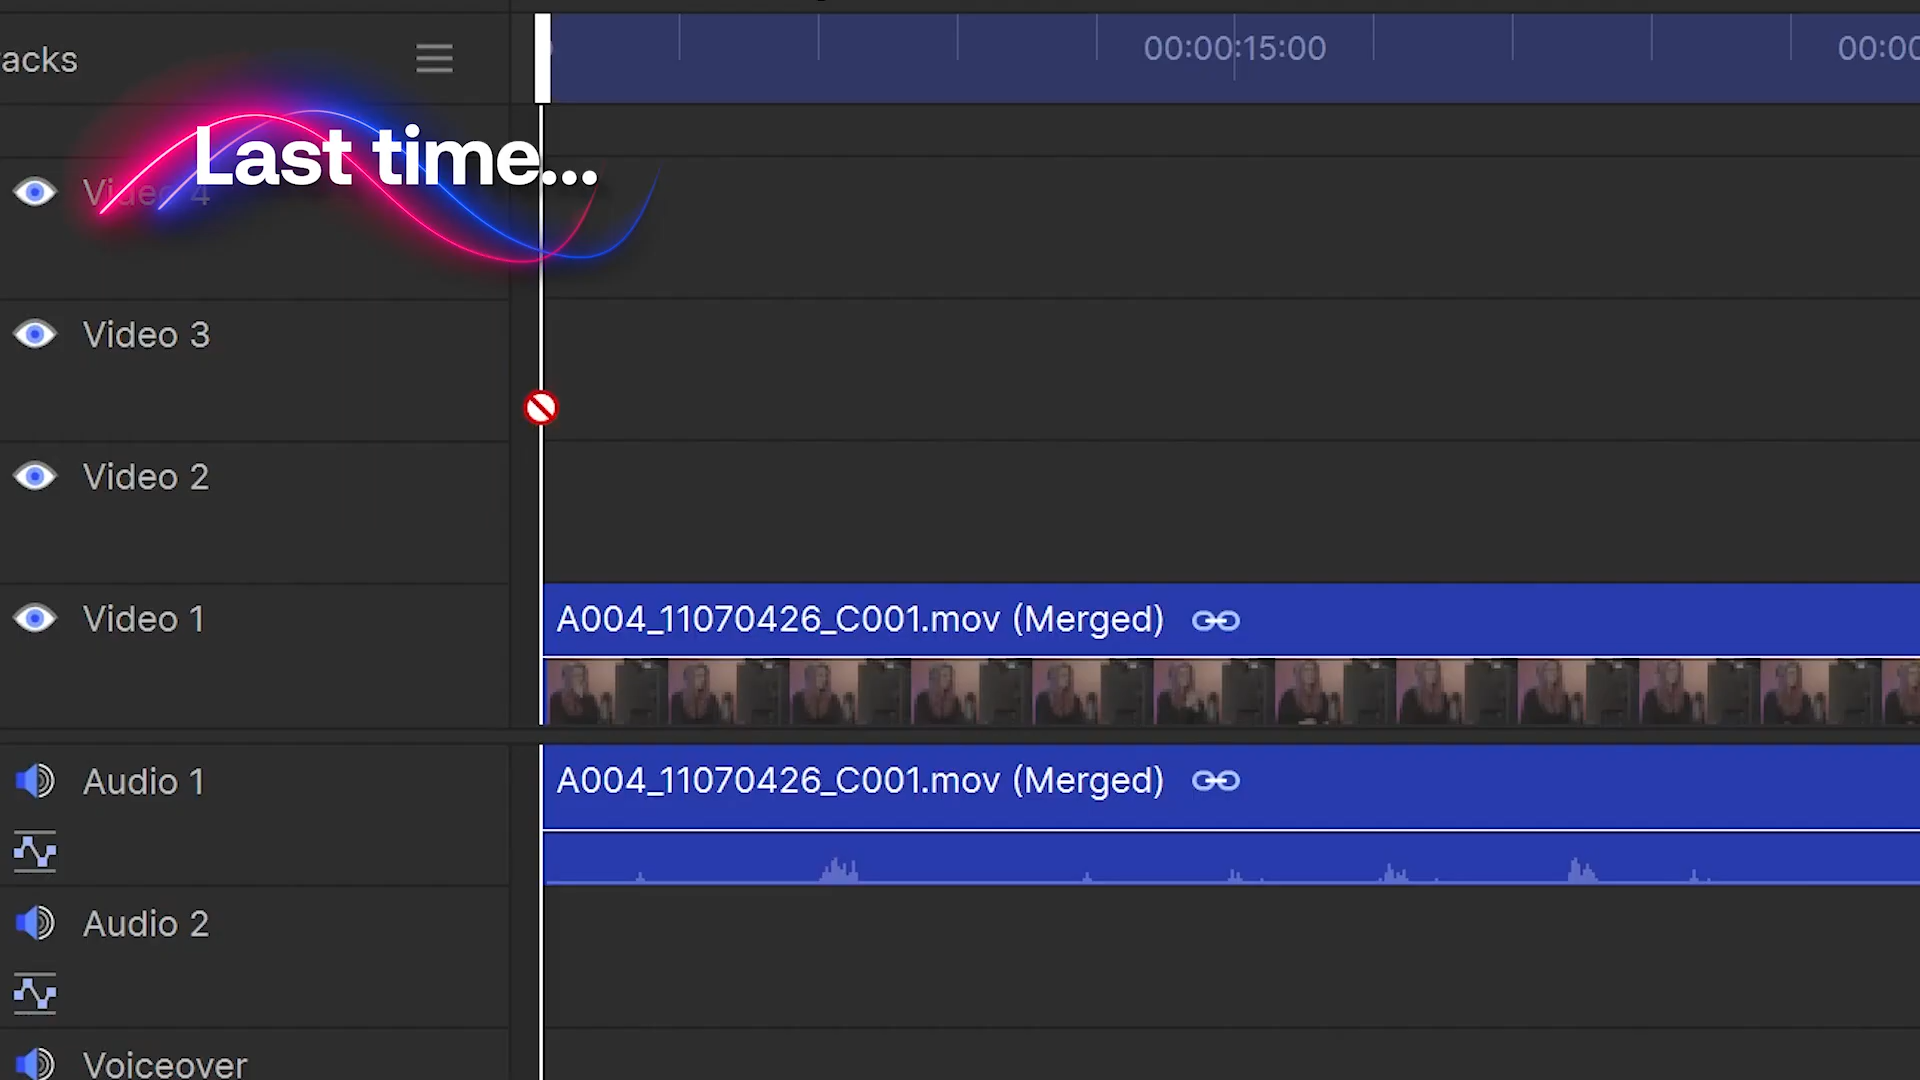 acks
00:00:15:00
00:00
Last time...
Video 4
Video 3
Video 2
Video 1
A004_11070426_C001.mov (Merged)
Audio 1
A004_11070426_C001.mov (Merged)
Audio 2
Voiceover